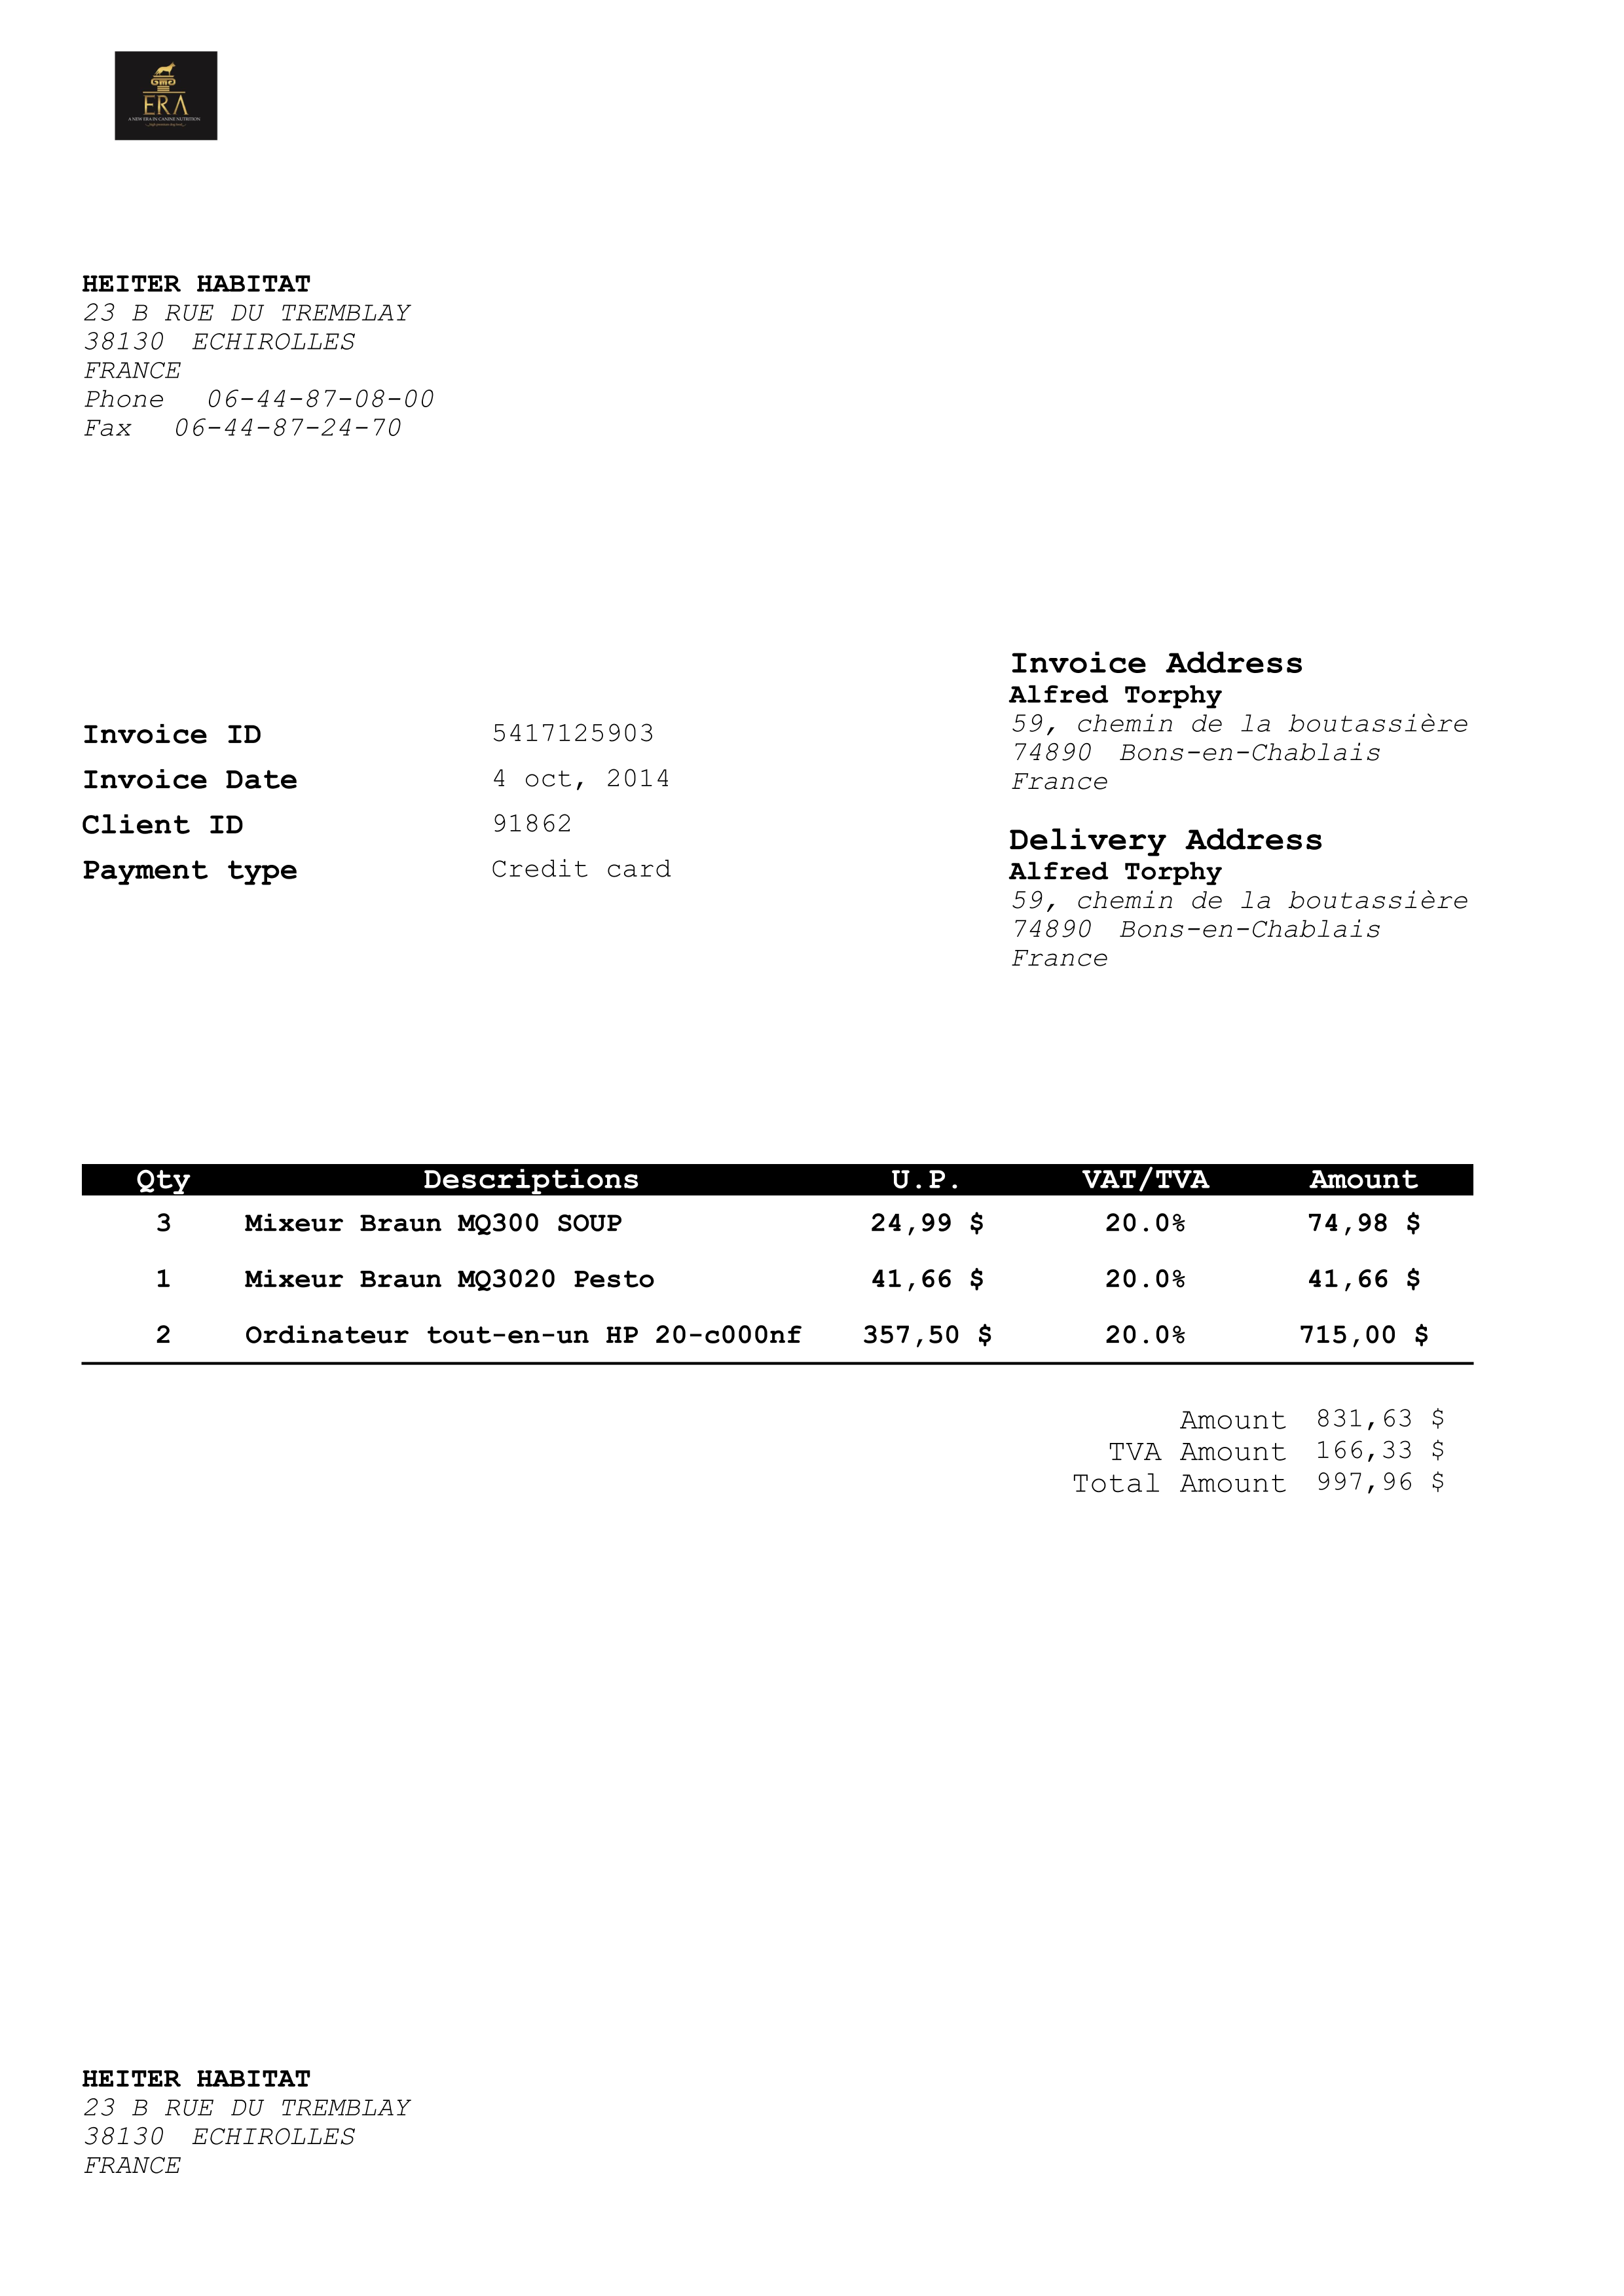 ERA
A NEW ERA IN CANINE NUTRITION
HEITER HABITAT
23 B RUE DU TREMBLAY
38130 ECHIROLLES
FRANCE
Phone 06-44-87-08-00
Fax 06-44-87-24-70
Invoice Address
Alfred Torphy
59, chemin de la boutassière
74890 Bons-en-Chablais
France
Invoice ID 5417125903
Invoice Date 4 oct, 2014
Client ID 91862
Payment type Credit card
Delivery Address
Alfred Torphy
59, chemin de la boutassière
74890 Bons-en-Chablais
France
Qty Descriptions U.P. VAT/TVA Amount
3 Mixeur Braun MQ300 SOUP 24,99 $ 20.0% 74,98 $
1 Mixeur Braun MQ3020 Pesto 41,66 $ 20.0% 41,66 $
2 Ordinateur tout-en-un HP 20-c000nf 357,50 $ 20.0% 715,00 $
Amount 831,63 $
TVA Amount 166,33 $
Total Amount 997,96 $
HEITER HABITAT
23 B RUE DU TREMBLAY
38130 ECHIROLLES
FRANCE